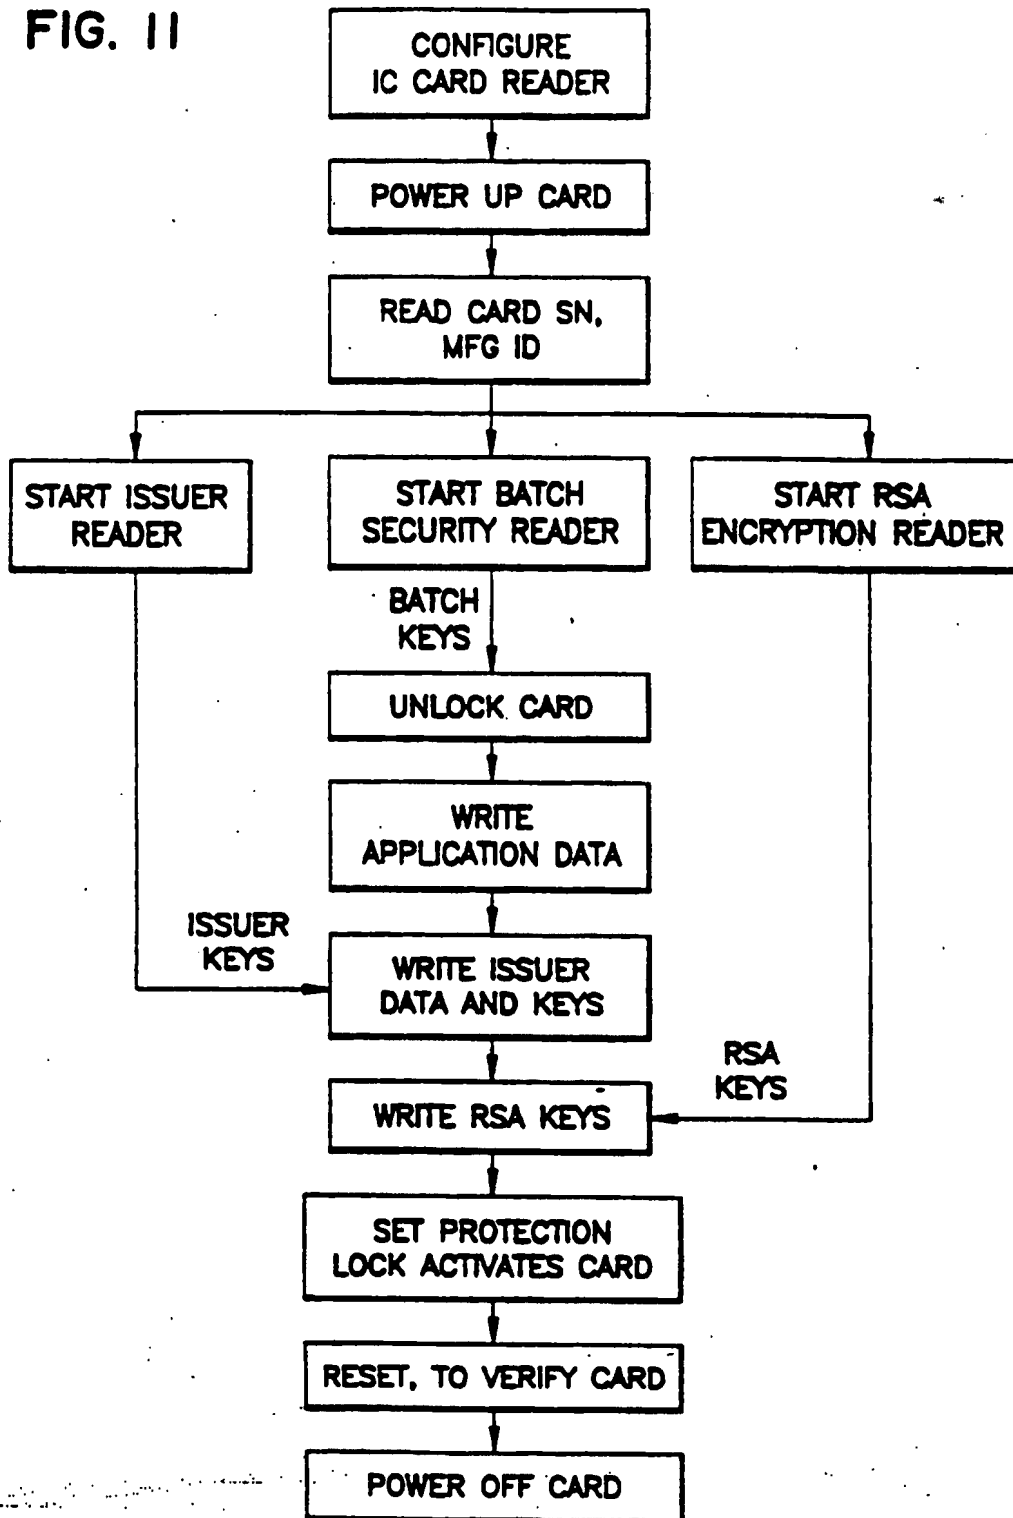 FIG. 11
CONFIGURE
IC CARD READER
POWER UP CARD
READ CARD SN,
MFG ID
START ISSUER
READER
START BATCH
SECURITY READER
START RSA
ENCRYPTION READER
BATCH
KEYS
UNLOCK CARD
WRITE
APPLICATION DATA
ISSUER
KEYS
WRITE ISSUER
DATA AND KEYS
RSA
KEYS
WRITE RSA KEYS
SET PROTECTION
LOCK ACTIVATES CARD
RESET, TO VERIFY CARD
POWER OFF CARD